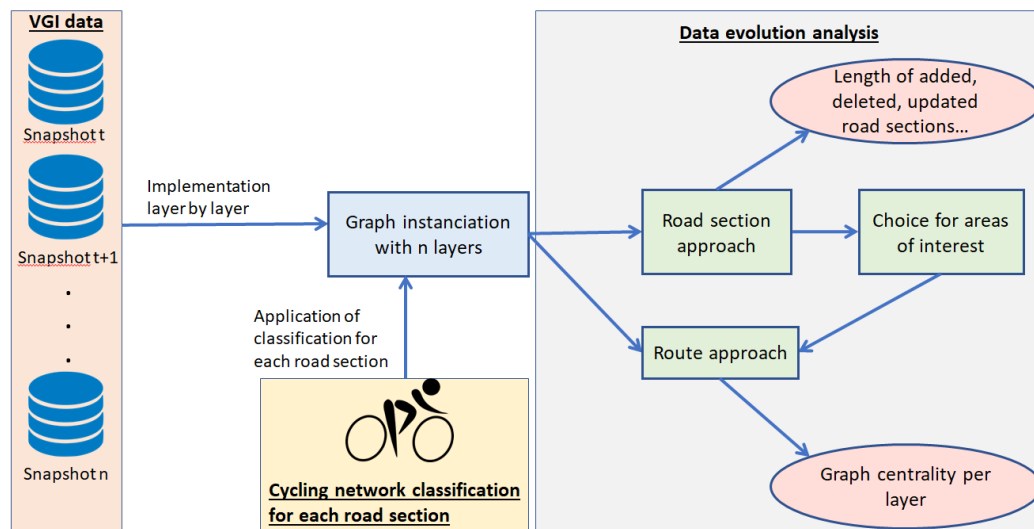 VGI data
Snapshot t
Snapshot t+1
.
.
.
Snapshot n
Implementation
layer by layer
Graph instanciation
with n layers
Application of
classification for
each road section
Cycling network classification
for each road section
Data evolution analysis
Length of added,
deleted, updated
road sections...
Road section
approach
Choice for areas
of interest
Route approach
Graph centrality per
layer